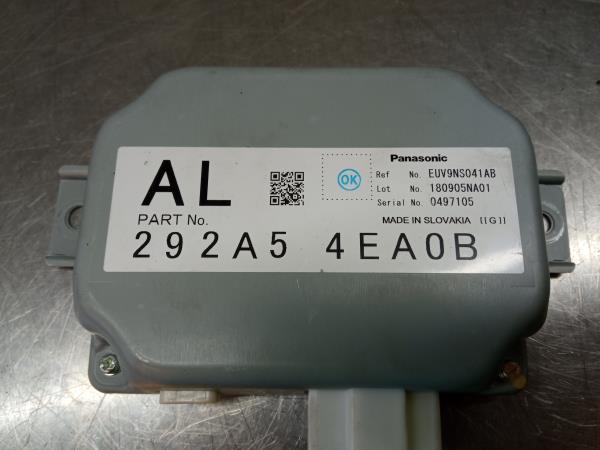 AL
OK
Panasonic
Ref No. EUV9NS041AB
Lot No. 180905NA01
Serial No. 0497105
PART No.
MADE IN SLOVAKIA [[G]]
292A5 4EA0B